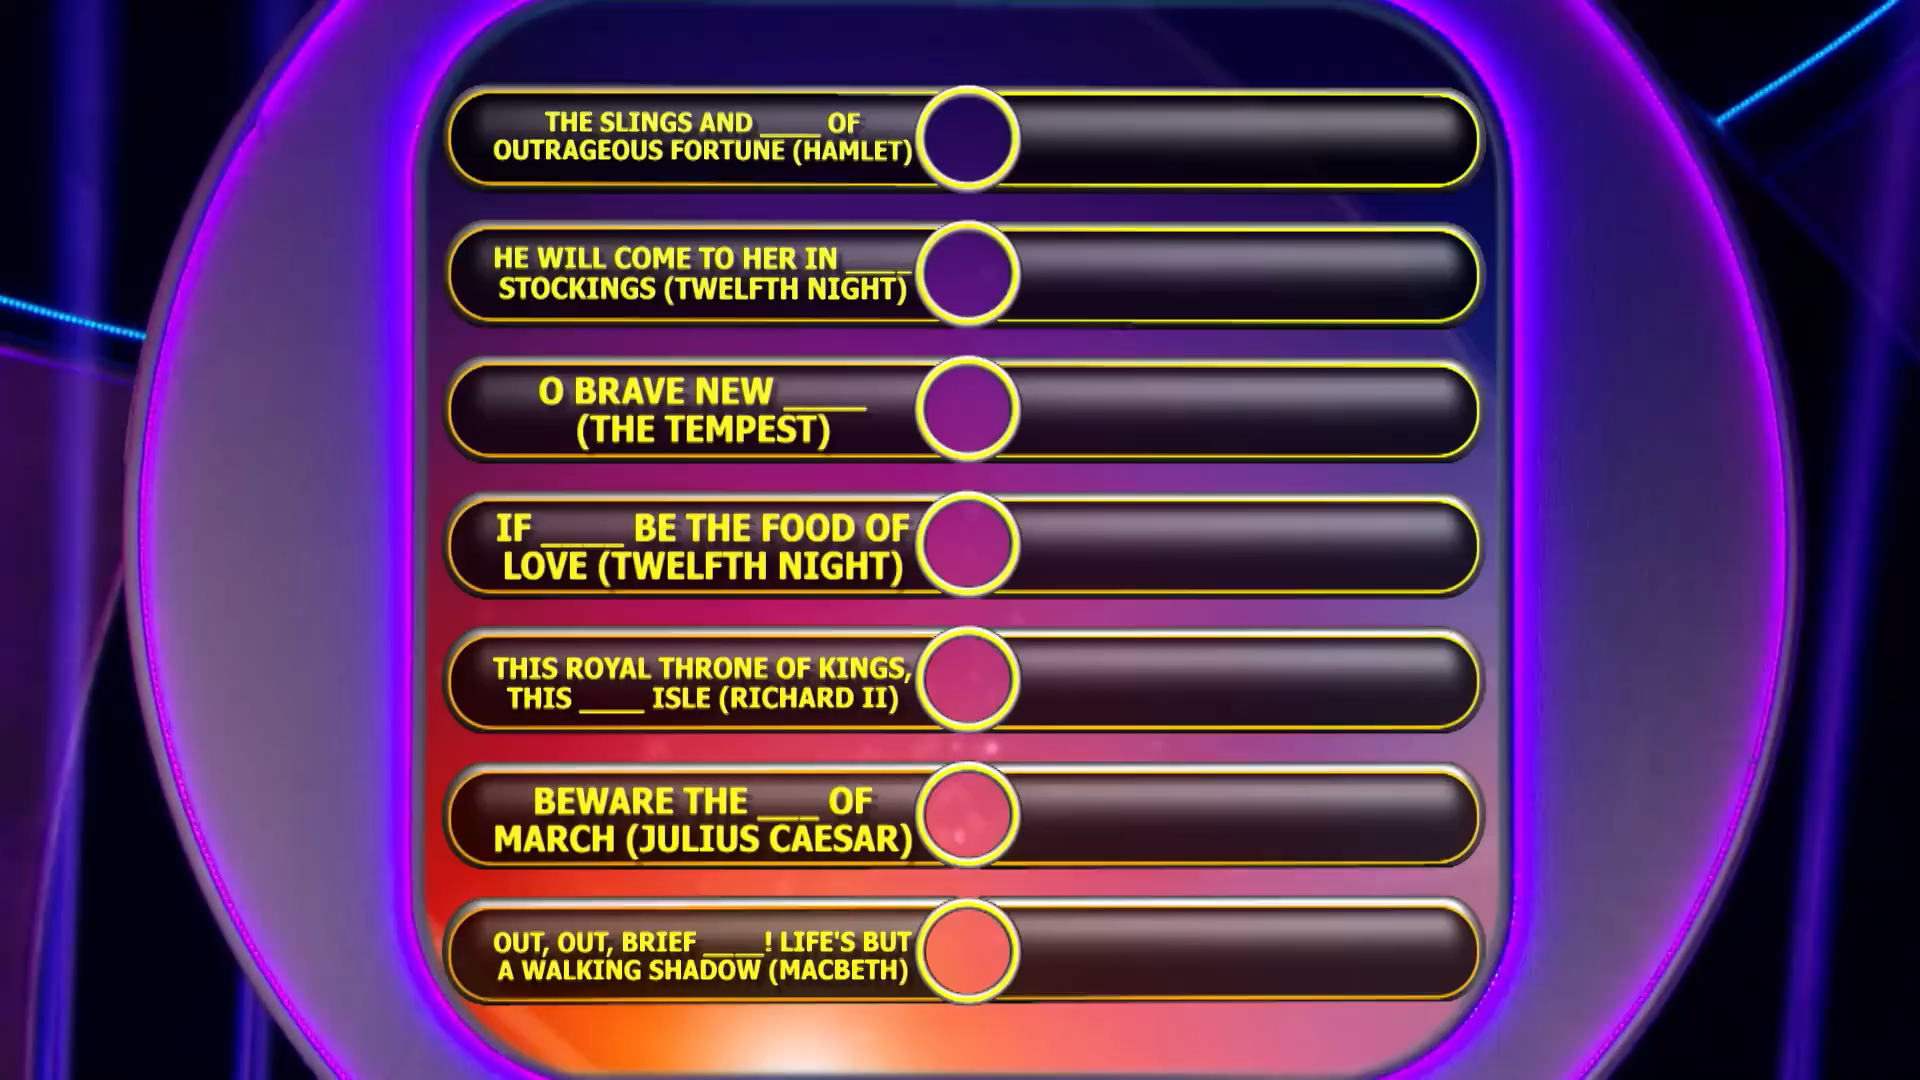 THE SLINGS AND ____ OF
OUTRAGEOUS FORTUNE (HAMLET)
HE WILL COME TO HER IN ____
STOCKINGS (TWELFTH NIGHT)
O BRAVE NEW ____
(THE TEMPEST)
IF ____ BE THE FOOD OF
LOVE (TWELFTH NIGHT)
THIS ROYAL THRONE OF KINGS,
THIS ____ ISLE (RICHARD II)
BEWARE THE ___ OF
MARCH (JULIUS CAESAR)
OUT, OUT, BRIEF ____! LIFE'S BUT
A WALKING SHADOW (MACBETH)